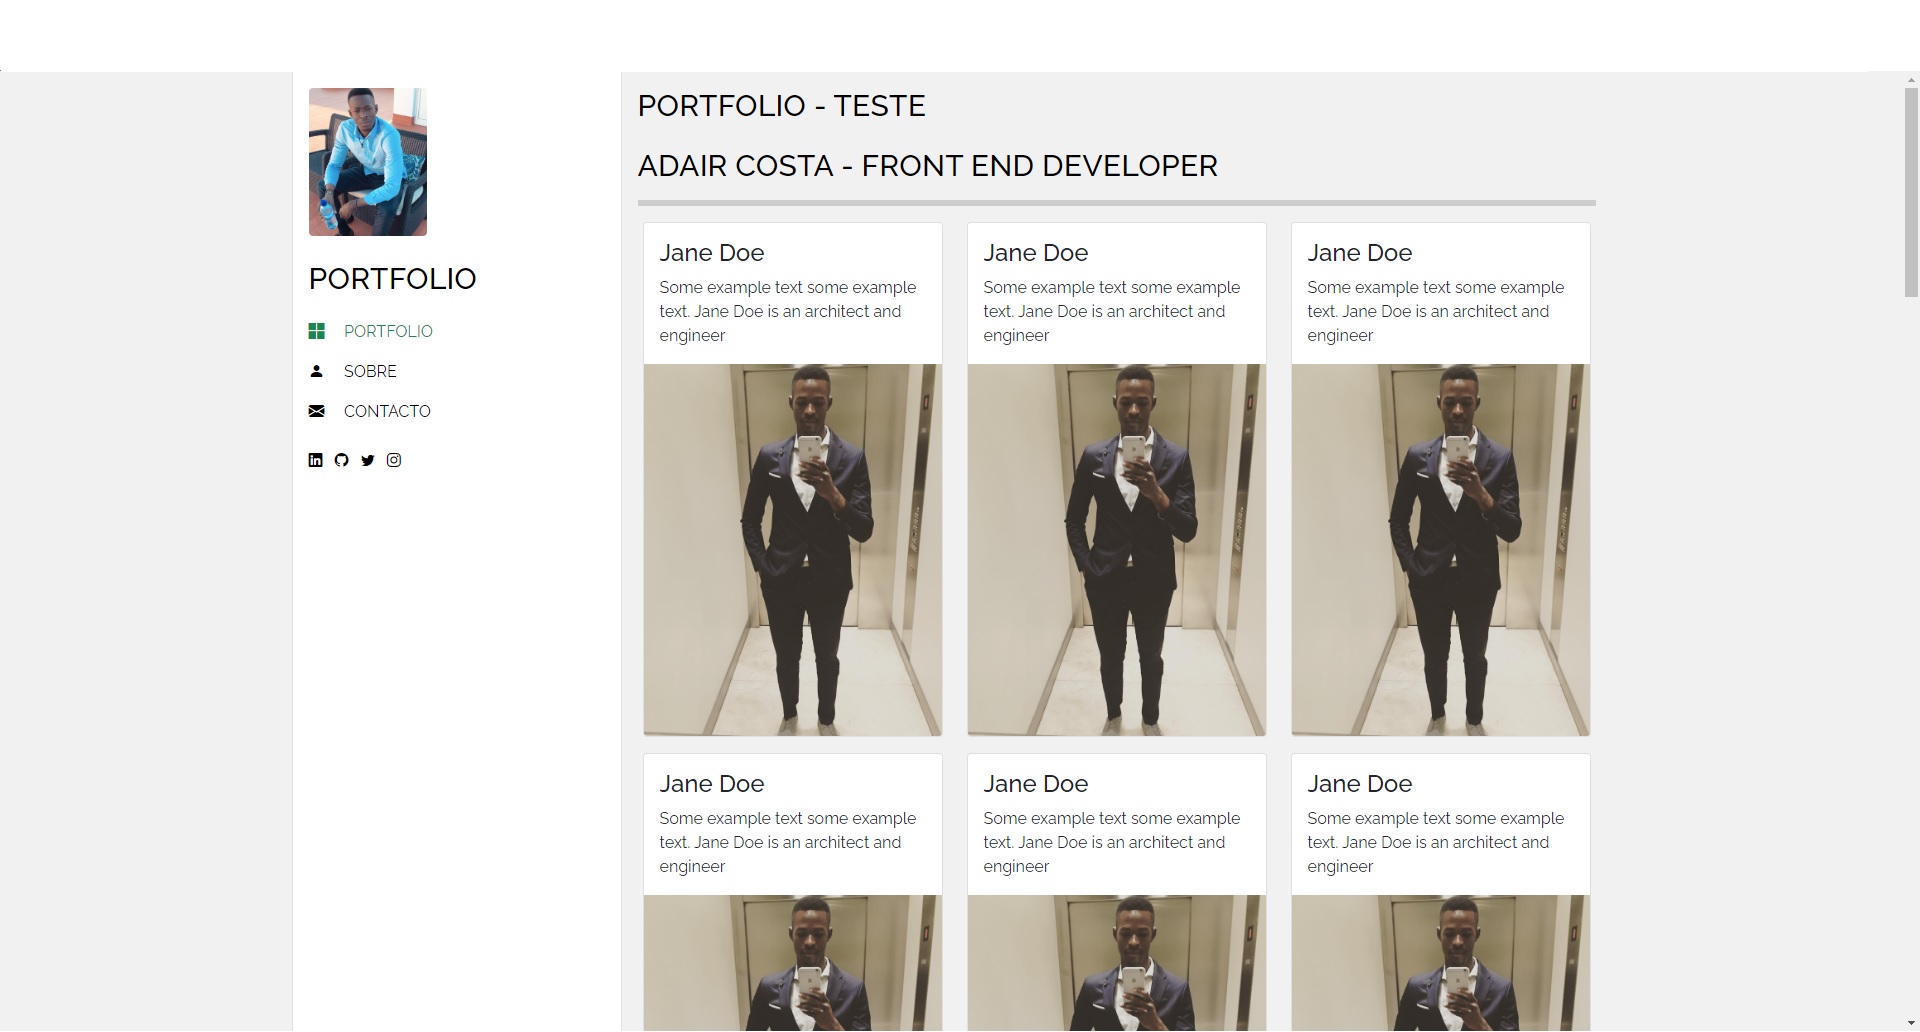 PORTFOLIO - TESTE
ADAIR COSTA - FRONT END DEVELOPER
PORTFOLIO
PORTFOLIO
SOBRE
CONTACTO
Jane Doe
Some example text some example
text. Jane Doe is an architect and
engineer
Jane Doe
Some example text some example
text. Jane Doe is an architect and
engineer
Jane Doe
Some example text some example
text. Jane Doe is an architect and
engineer
Jane Doe
Some example text some example
text. Jane Doe is an architect and
engineer
Jane Doe
Some example text some example
text. Jane Doe is an architect and
engineer
Jane Doe
Some example text some example
text. Jane Doe is an architect and
engineer